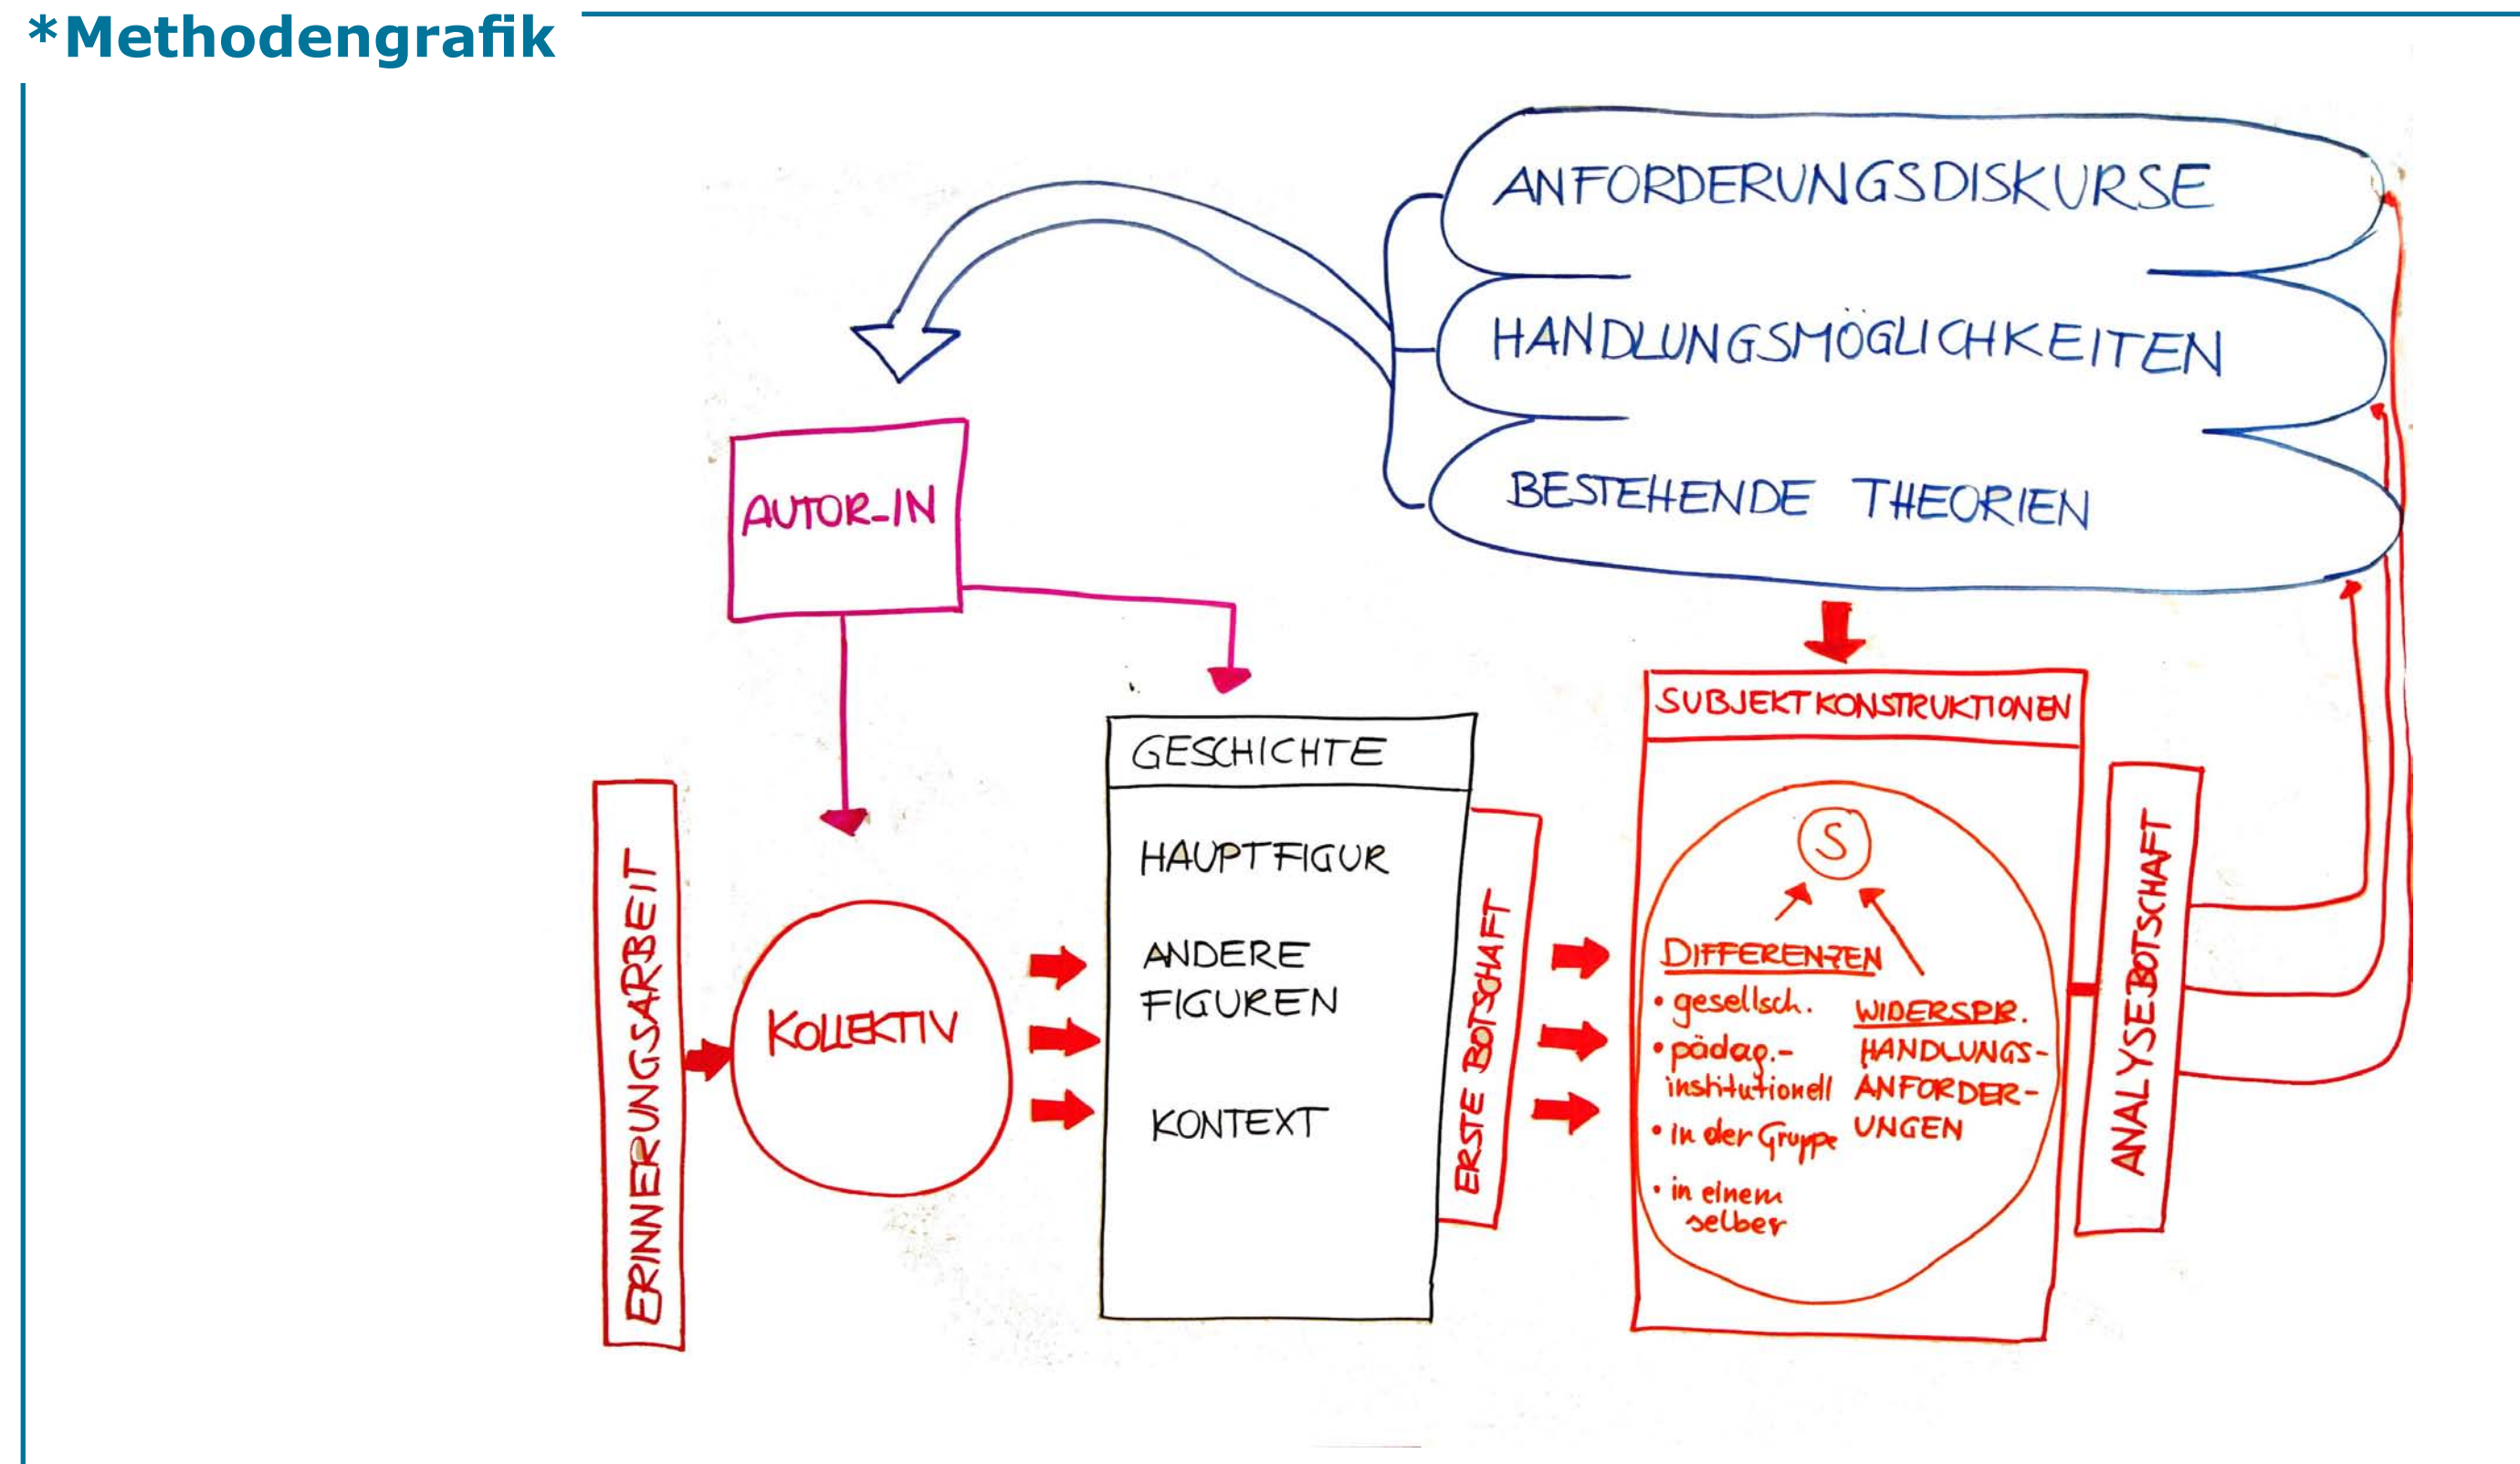 *Methodengrafik
ANFORDERUNGSDISKURSE
HANDLUNGSMÖGLICHKEITEN
BESTEHENDE THEORIEN
AUTOR-IN
ERINNERUNGSARBEIT
KOLLEKTIV
GESCHICHTE
HAUPTFIGUR
ANDERE
FIGUREN
KONTEXT
ERSTE BOTSCHAFT
SUBJEKTKONSTRUKTIONEN
S
DIFFERENZEN
• gesellsch.
• pädag.-
institutionell
• in der Gruppe
• in einem
selber
WIDERSPR.
HANDLUNGS-
ANFORDER-
UNGEN
ANALYSEBOTSCHAFT